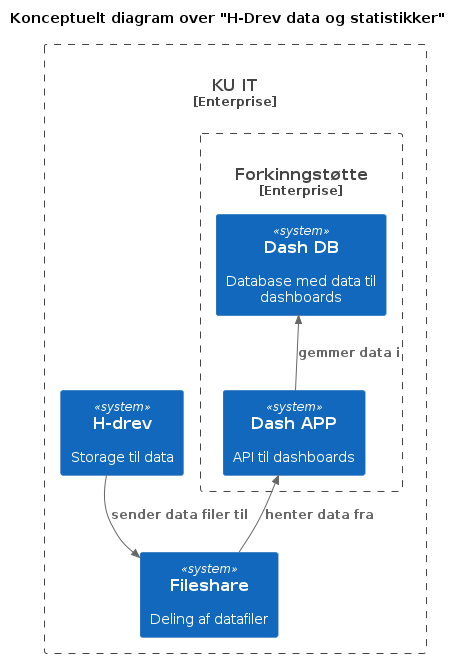 Konceptuelt diagram over "H-Drev data og statistikker"
KU IT
[Enterprise]
Forkinngstøtte
[Enterprise]
«system»
Dash DB
Database med data til
dashboards
gemmer data i
«system»
H-drev
Storage til data
«system»
Dash APP
API til dashboards
sender data filer til
henter data fra
«system»
Fileshare
Deling af datafiler